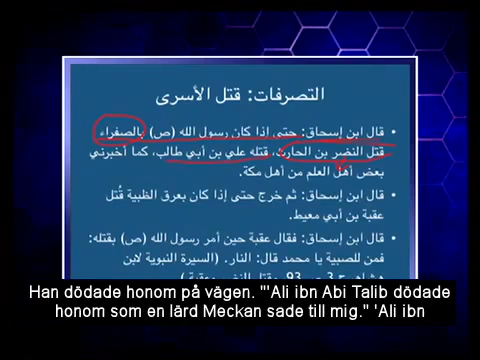 التصرفات: قتل الأسرى
• قال ابن إسحاق: حتى إذا كان رسول الله (ص) بالصفراء
قتل النضر بن الحارث، قتله علي بن أبي طالب، كما أخبرني
بعض أهل العلم من أهل مكة.
• قال ابن إسحاق: ثم خرج حتى إذا كان بعرق الظبية قُتل
عقبة بن أبي معيط.
• قال ابن إسحاق: فقال عقبة حين أمر رسول الله (ص) بقتله:
فمن للصبية يا محمد قال: النار. (السيرة النبوية لابن
Han dödade honom på vägen. "'Ali ibn Abi Talib dödade
honom som en lärd Meckan sade till mig." 'Ali ibn